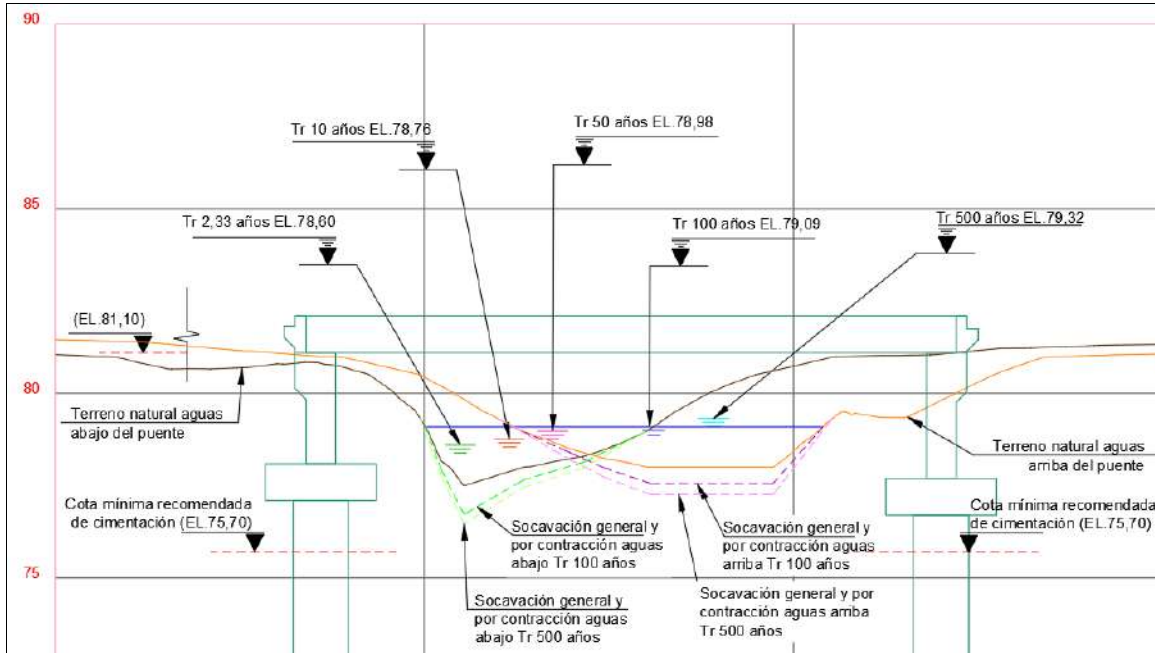 90
Tr 10 años EL.78,76
Tr 50 años EL.78,98
85
Tr 2,33 años EL.78,60
Tr 100 años EL.79,09
Tr 500 años EL.79,32
(EL.81,10)
80
Terreno natural aguas
abajo del puente
Terreno natural aguas
arriba del puente
Cota mínima recomendada
de cimentación (EL.75,70)
Socavación general y
por contracción aguas
abajo Tr 100 años
Socavación general y
por contracción aguas
arriba Tr 100 años
Cota mínima recomendada
de cimentación (EL.75,70)
75
Socavación general y
por contracción aguas
abajo Tr 500 años
Socavación general y por
contracción aguas arriba
Tr 500 años